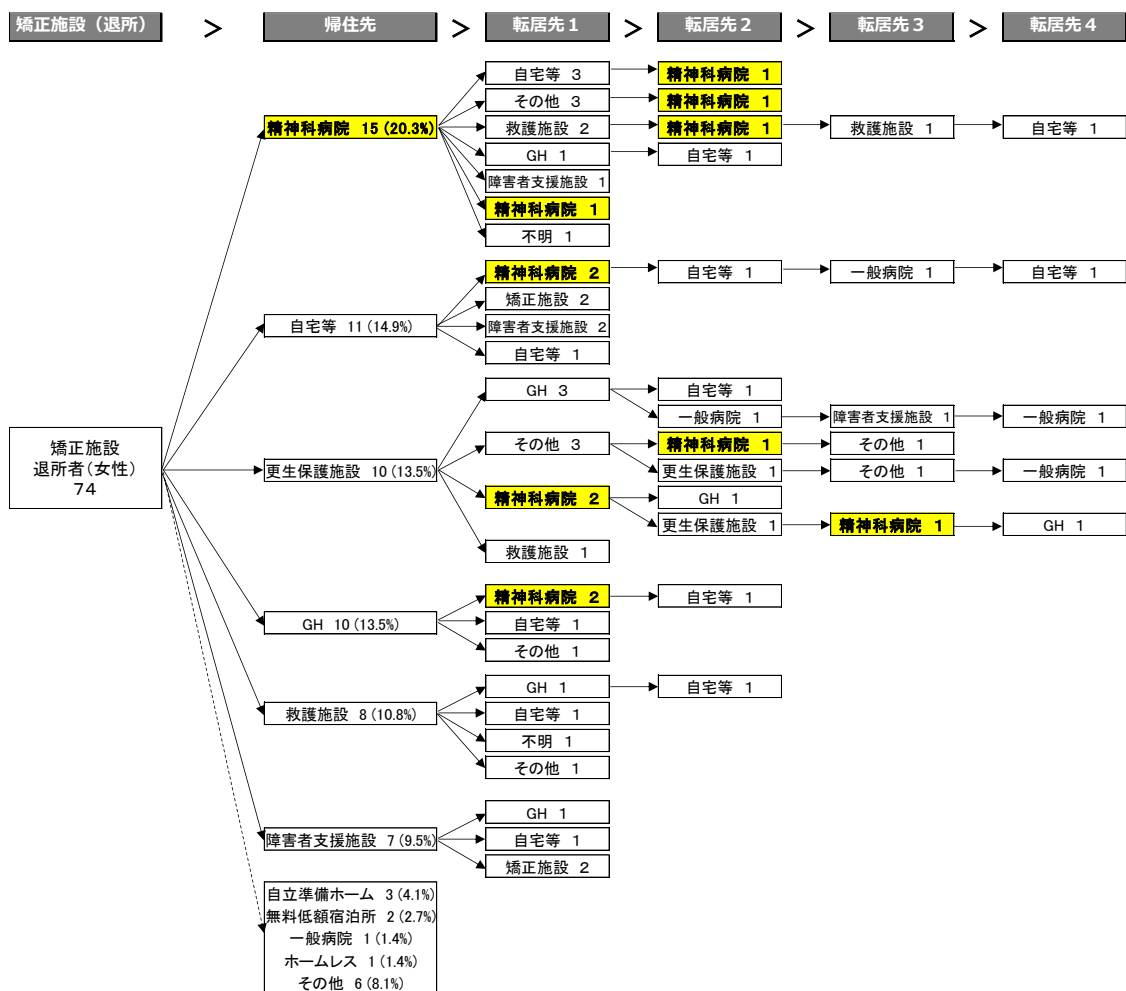 矯正施設（退所） > 帰住先 > 転居先１ > 転居先２ > 転居先３ > 転居先４
自宅等 3 精神科病院 1
その他 3 精神科病院 1
精神科病院 15 (20.3%) 救護施設 2 精神科病院 1 救護施設 1 自宅等 1
GH 1 自宅等 1
障害者支援施設 1
精神科病院 1
不明 1
精神科病院 2 自宅等 1 一般病院 1 自宅等 1
矯正施設 2
自宅等 11 (14.9%) 障害者支援施設 2
自宅等 1
GH 3 自宅等 1
一般病院 1 障害者支援施設 1 一般病院 1
その他 3 精神科病院 1 その他 1
矯正施設
退所者（女性）
74
更生保護施設 10 (13.5%) 更生保護施設 1 その他 1 一般病院 1
精神科病院 2 GH 1
更生保護施設 1 精神科病院 1 GH 1
救護施設 1
精神科病院 2 自宅等 1
GH 10 (13.5%) 自宅等 1
その他 1
GH 1 自宅等 1
救護施設 8 (10.8%) 自宅等 1
不明 1
その他 1
GH 1
障害者支援施設 7 (9.5%) 自宅等 1
矯正施設 2
自立準備ホーム 3 (4.1%)
無料低額宿泊所 2 (2.7%)
一般病院 1 (1.4%)
ホームレス 1 (1.4%)
その他 6 (8.1%)